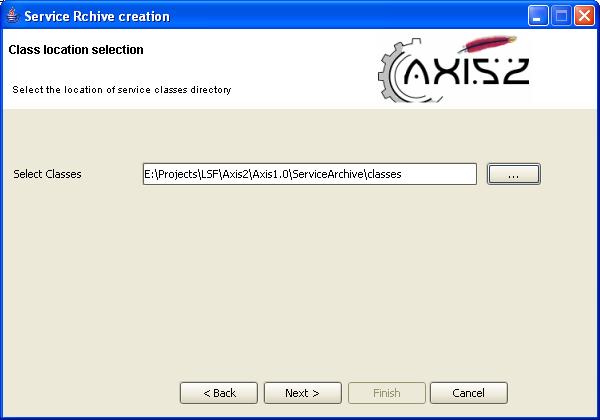 Service Rchive creation
Class location selection
AXIS2
Select the location of service classes directory
Select Classes
E:\Projects\LSF\Axis2\Axis1.0\ServiceArchive\classes
...
< Back
Next >
Finish
Cancel